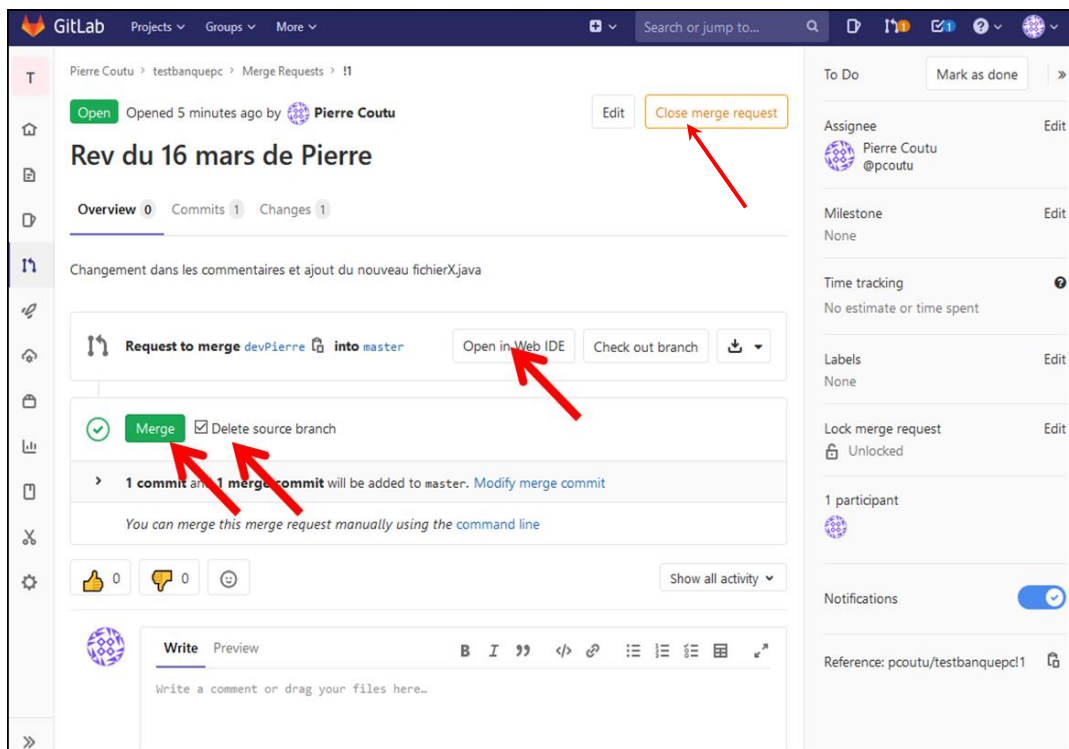 GitLab Projects Groups More Search or jump to... 1 1
T
Pierre Coutu > testbanquepc > Merge Requests > !1
Open Opened 5 minutes ago by Pierre Coutu Edit Close merge request
Rev du 16 mars de Pierre
Overview 0 Commits 1 Changes 1
Changement dans les commentaires et ajout du nouveau fichierX.java
Request to merge devPierre into master Open in Web IDE Check out branch
Merge Delete source branch
1 commit and 1 merge commit will be added to master. Modify merge commit
You can merge this merge request manually using the command line
0 0 Show all activity
Write Preview B I
Write a comment or drag your files here…
To Do Mark as done »
Assignee Edit
Pierre Coutu
@pcoutu
Milestone Edit
None
Time tracking
No estimate or time spent
Labels Edit
None
Lock merge request Edit
Unlocked
1 participant
Notifications
Reference: pcoutu/testbanquepc!1